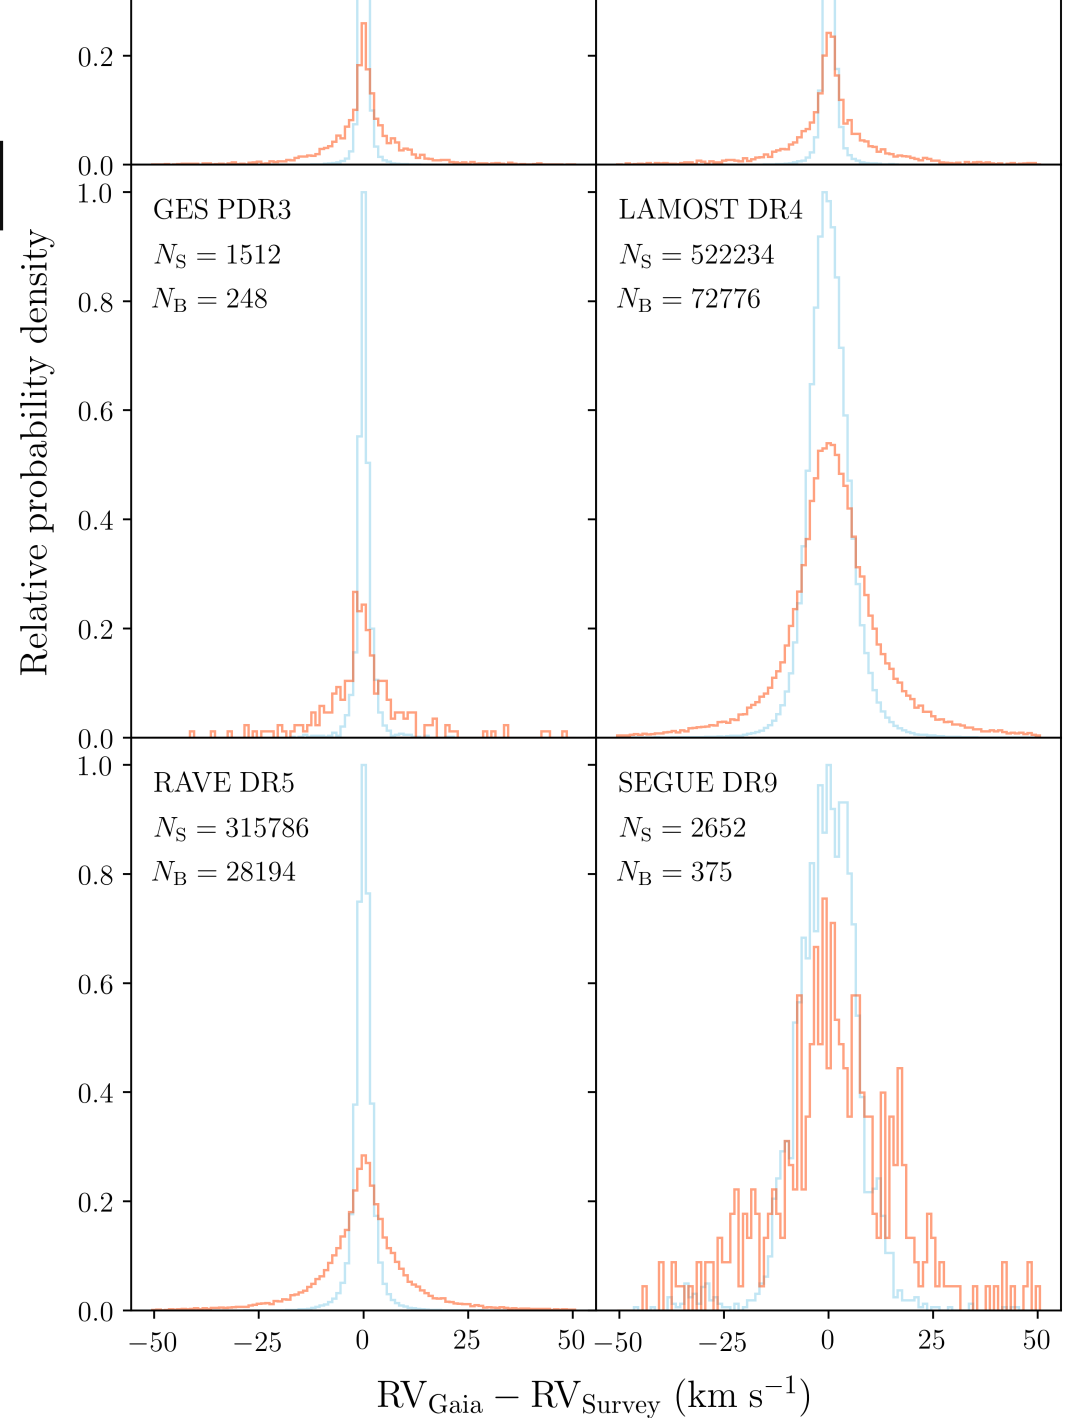 0.2
0.0
1.0
0.8
0.6
0.4
0.2
0.0
1.0
0.8
0.6
0.4
0.2
0.0
Relative probability density
GES PDR3
N_S = 1512
N_B = 248
LAMOST DR4
N_S = 522234
N_B = 72776
RAVE DR5
N_S = 315786
N_B = 28194
SEGUE DR9
N_S = 2652
N_B = 375
−50 −25 0 25 50 −50 −25 0 25 50
RV_Gaia − RV_Survey (km s⁻¹)